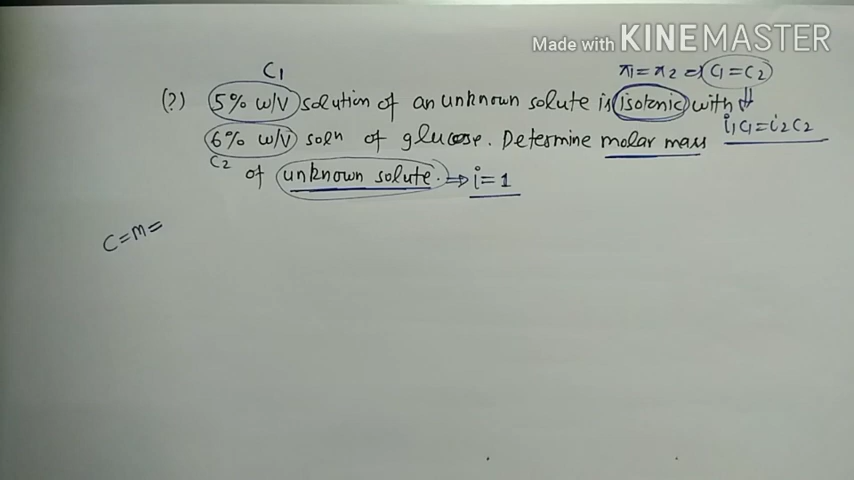 Made with KINEMASTER
C1
π1 = π2 ⇒ C1 = C2
(?) 5% w/v solution of an unknown solute is isotonic with ⇓
i1C1 = i2C2
6% w/v soln of glucose. Determine molar mass
C2
of unknown solute. ⇒ i = 1
C = M =